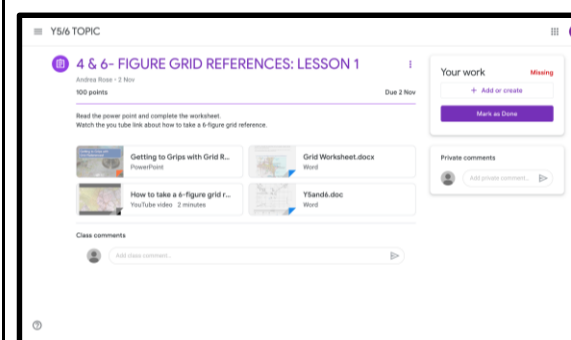 Y5/6 TOPIC
4 & 6- FIGURE GRID REFERENCES: LESSON 1
Andrea Rose • 2 Nov
100 points
Due 2 Nov
Read the power point and complete the worksheet.
Watch the you tube link about how to take a 6-figure grid reference.
Getting to Grips with Grid R...
PowerPoint
Grid Worksheet.docx
Word
How to take a 6-figure grid r...
YouTube video 2 minutes
Y5and6.doc
Word
Class comments
Add class comment...
Your work
Missing
+ Add or create
Mark as Done
Private comments
Add private comment...